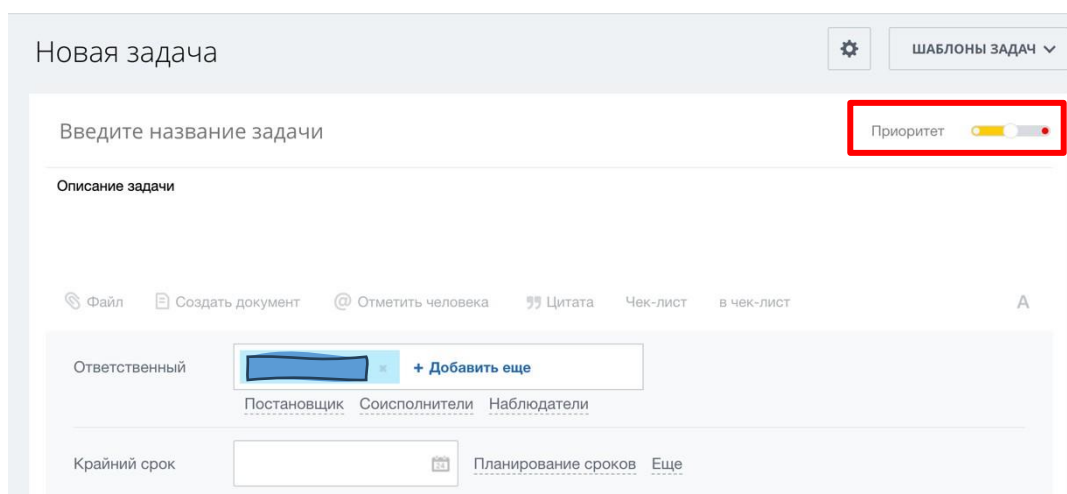 Новая задача
ШАБЛОНЫ ЗАДАЧ
Введите название задачи
Приоритет
Описание задачи
Файл Создать документ @ Отметить человека Цитата Чек-лист в чек-лист A
Ответственный × + Добавить еще
Постановщик Соисполнители Наблюдатели
Крайний срок 24 Планирование сроков Еще